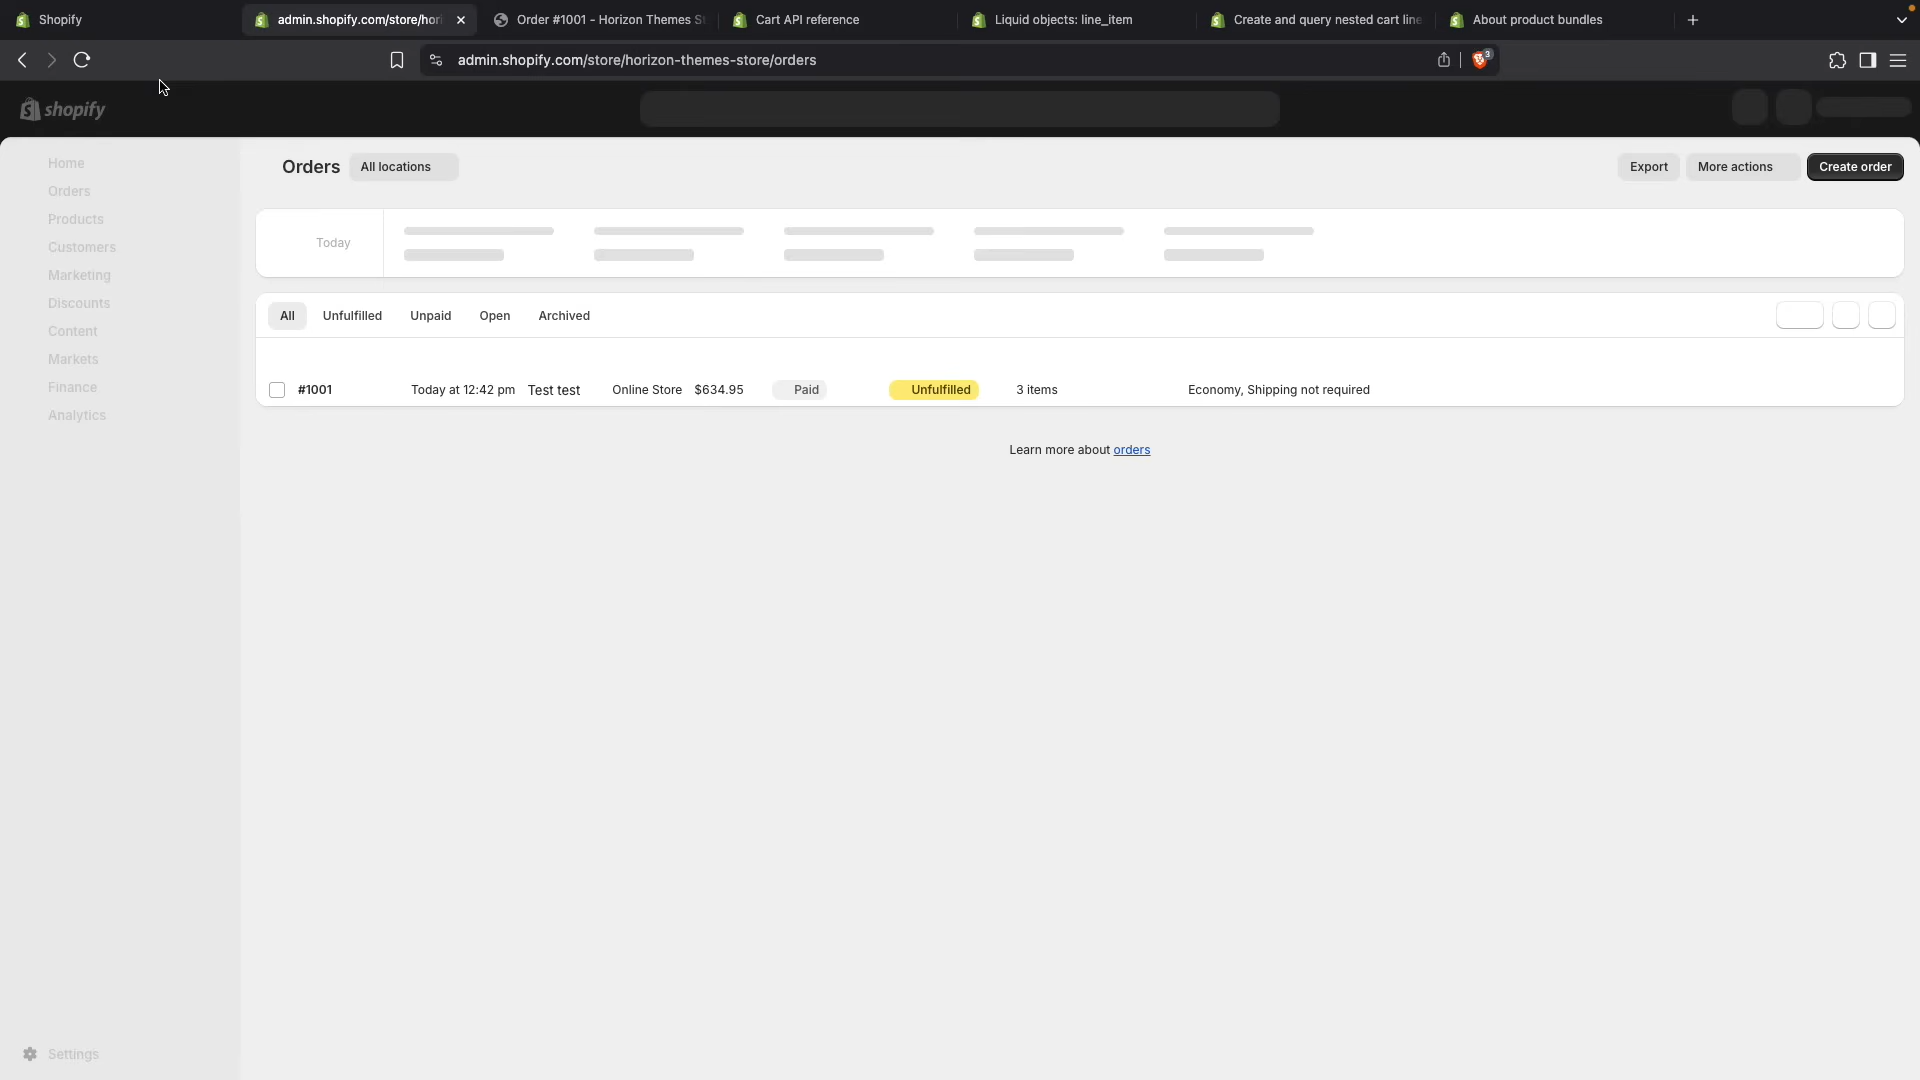 Shopify
admin.shopify.com/store/hori
Order #1001 - Horizon Themes S
Cart API reference
Liquid objects: line_item
Create and query nested cart line
About product bundles
admin.shopify.com/store/horizon-themes-store/orders
3
shopify
Home
Orders
Products
Customers
Marketing
Discounts
Content
Markets
Finance
Analytics
Settings
Orders
All locations
Export
More actions
Create order
Today
All
Unfulfilled
Unpaid
Open
Archived
#1001 Today at 12:42 pm Test test Online Store $634.95 Paid Unfulfilled 3 items Economy, Shipping not required
Learn more about orders